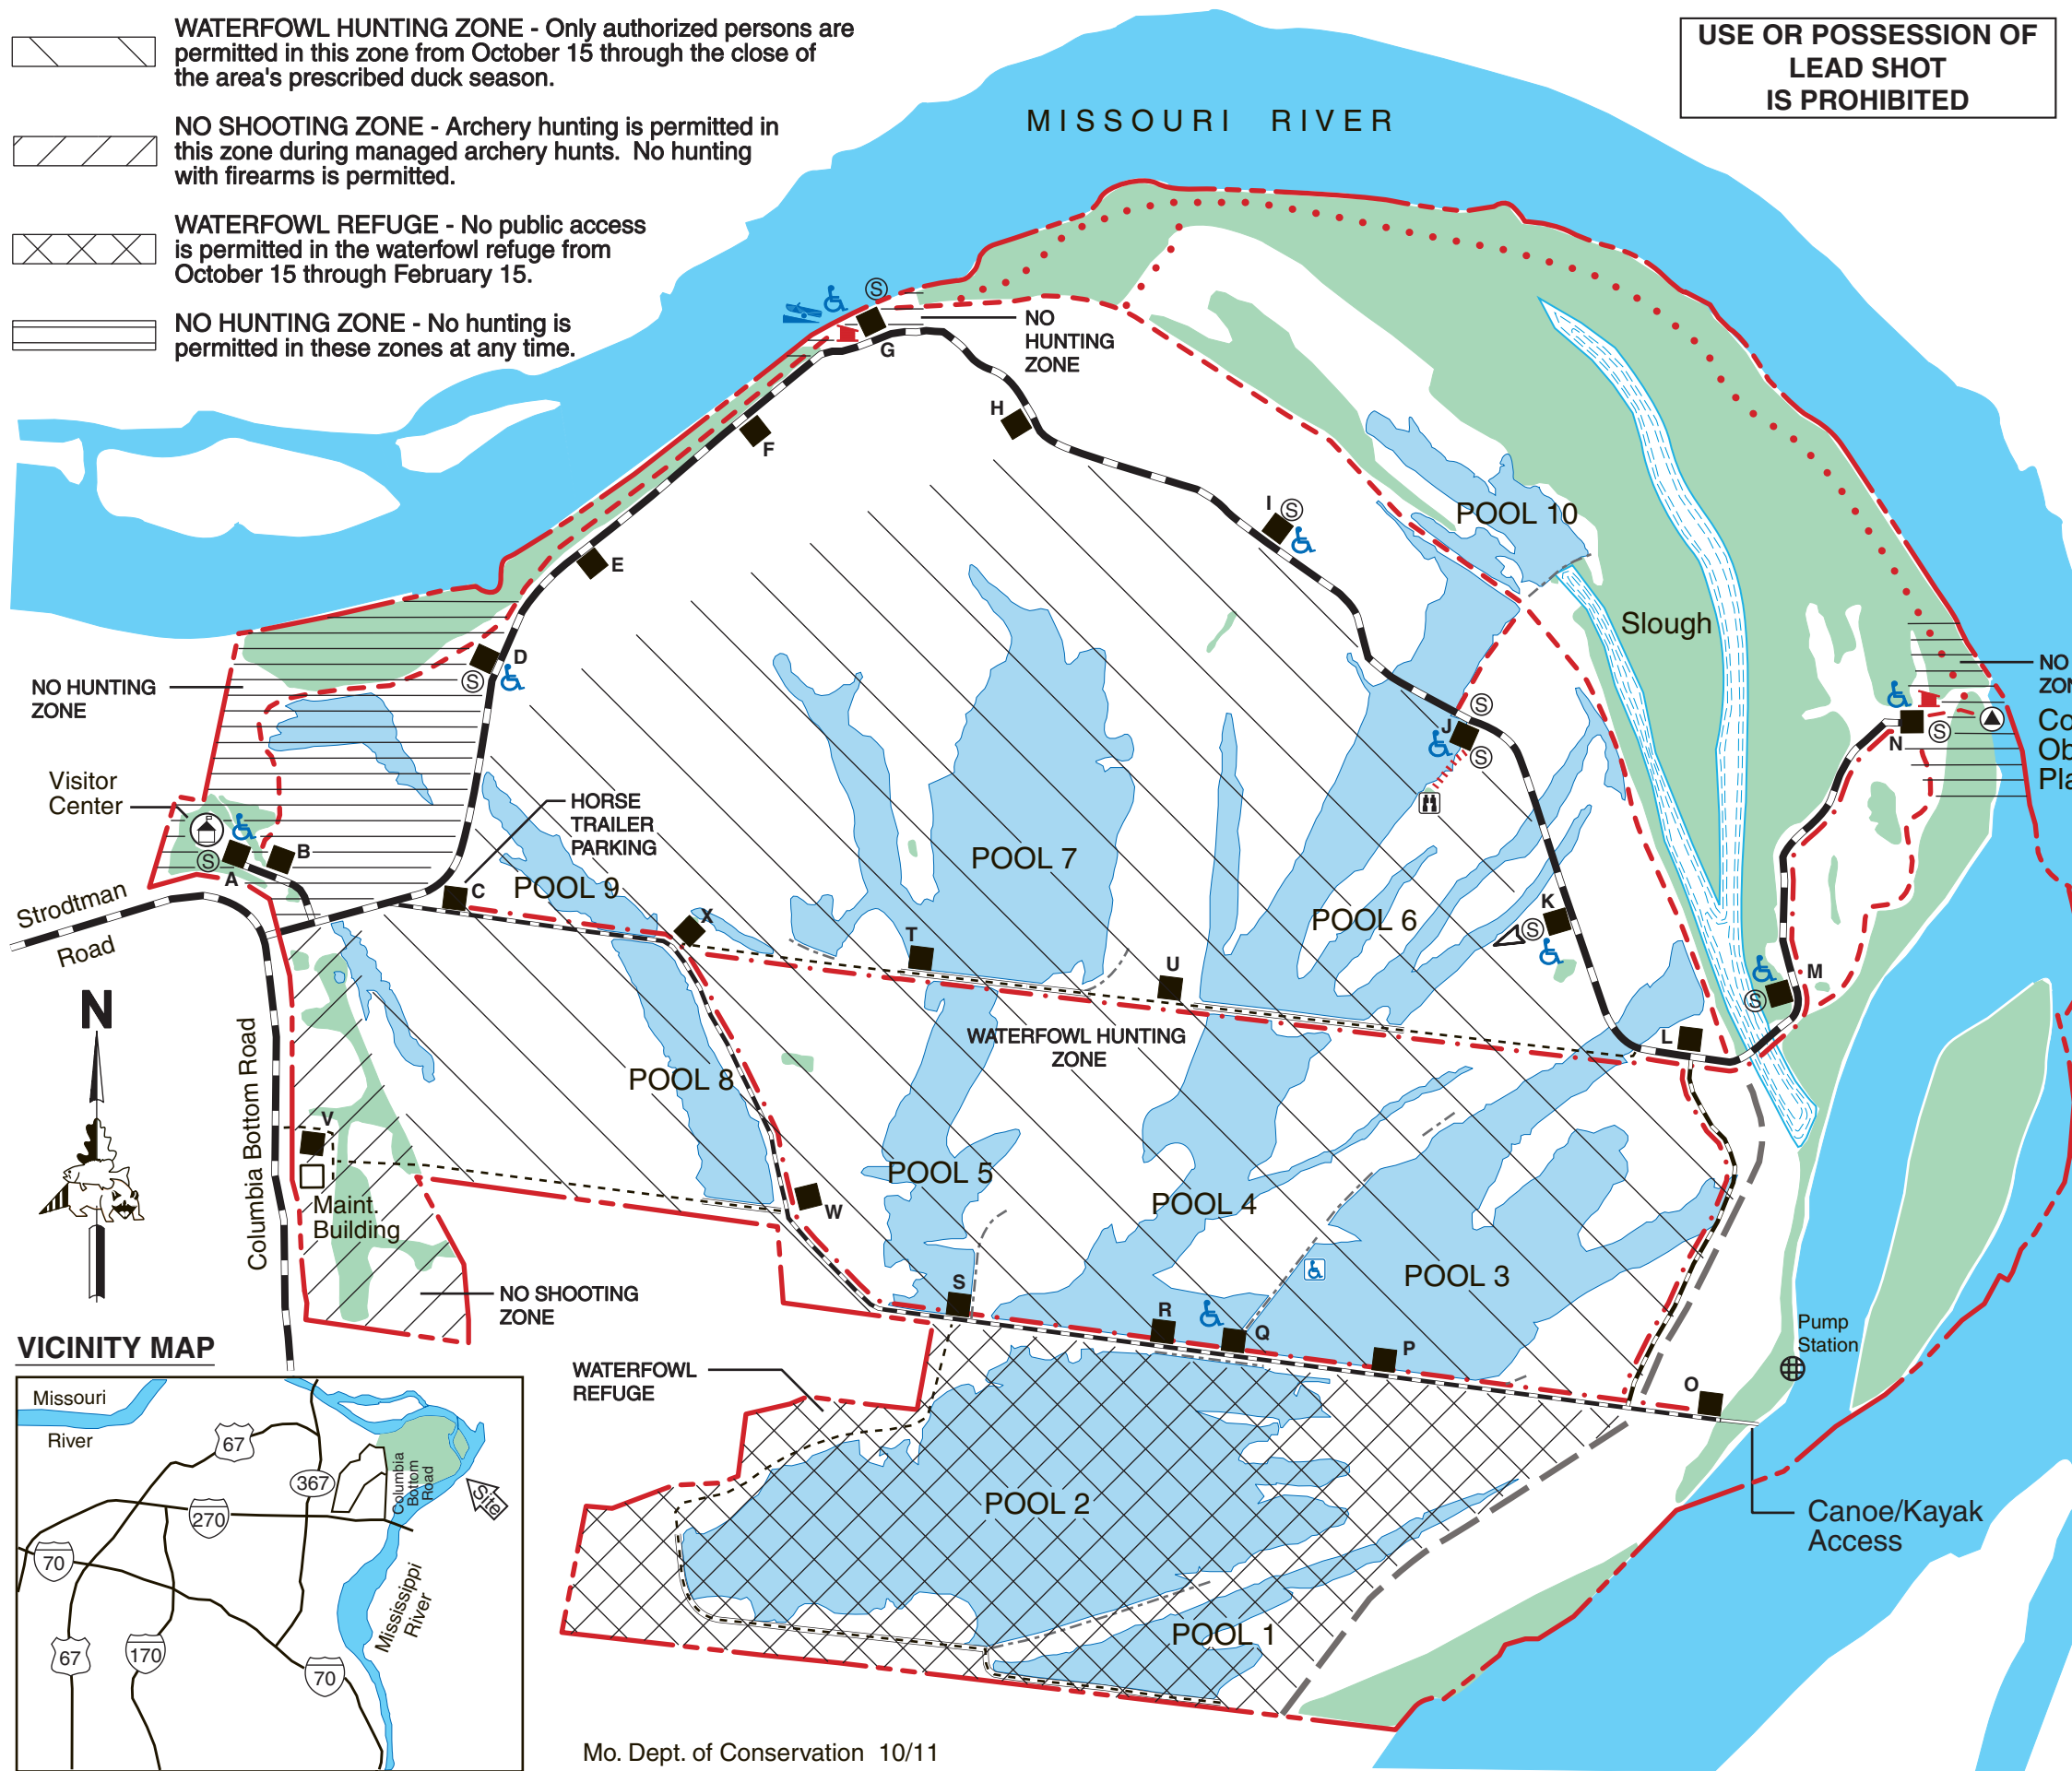 WATERFOWL HUNTING ZONE - Only authorized persons are
permitted in this zone from October 15 through the close of
the area's prescribed duck season.
NO SHOOTING ZONE - Archery hunting is permitted in
this zone during managed archery hunts.  No hunting
with firearms is permitted.
WATERFOWL REFUGE - No public access
is permitted in the waterfowl refuge from
October 15 through February 15.
NO HUNTING ZONE - No hunting is
permitted in these zones at any time.
USE OR POSSESSION OF
LEAD SHOT
IS PROHIBITED
MISSOURI RIVER
S
G
NO
HUNTING
ZONE
H
F
I
S
E
POOL 10
Slough
D
S
NO HUNTING
ZONE
NO
S
J
S
N
S
Visitor
Center
S
A
B
HORSE
TRAILER
PARKING
C
POOL 9
X
POOL 7
T
U
POOL 6
K
S
Strodtman
Road
M
S
L
N
WATERFOWL HUNTING
ZONE
Columbia Bottom Road
POOL 8
V
Maint.
Building
POOL 5
POOL 4
W
POOL 3
S
R
Q
P
O
NO SHOOTING
ZONE
Pump
Station
WATERFOWL
REFUGE
POOL 2
POOL 1
Canoe/Kayak
Access
VICINITY MAP
Missouri
River
67
367
270
70
Columbia
Bottom
Road
Site
Mississippi
River
67
170
70
Mo. Dept. of Conservation  10/11